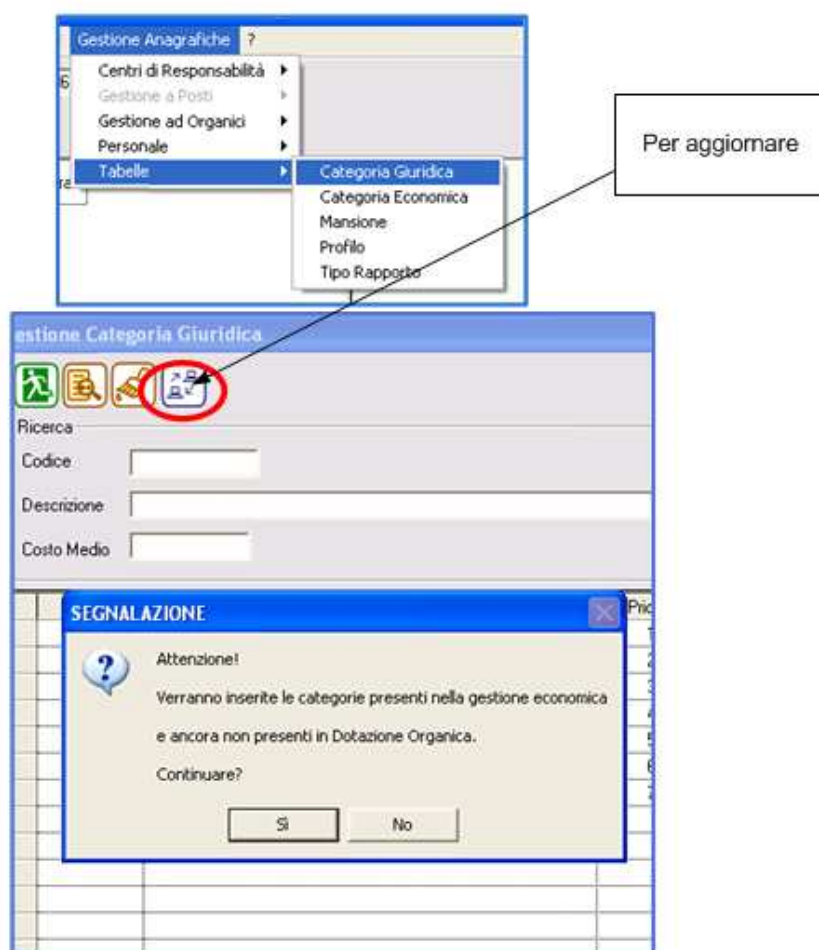 Gestione Anagrafiche ?
Centri di Responsabilità
Gestione a Posti
Gestione ad Organici
Personale
Tabelle
Categoria Giuridica
Categoria Economica
Mansione
Profilo
Tipo Rapporto
Per aggiornare
estione Categoria Giuridica
Ricerca
Codice
Descrizione
Costo Medio
SEGNALAZIONE
Attenzione!
Verranno inserite le categorie presenti nella gestione economica
e ancora non presenti in Dotazione Organica.
Continuare?
Sì No